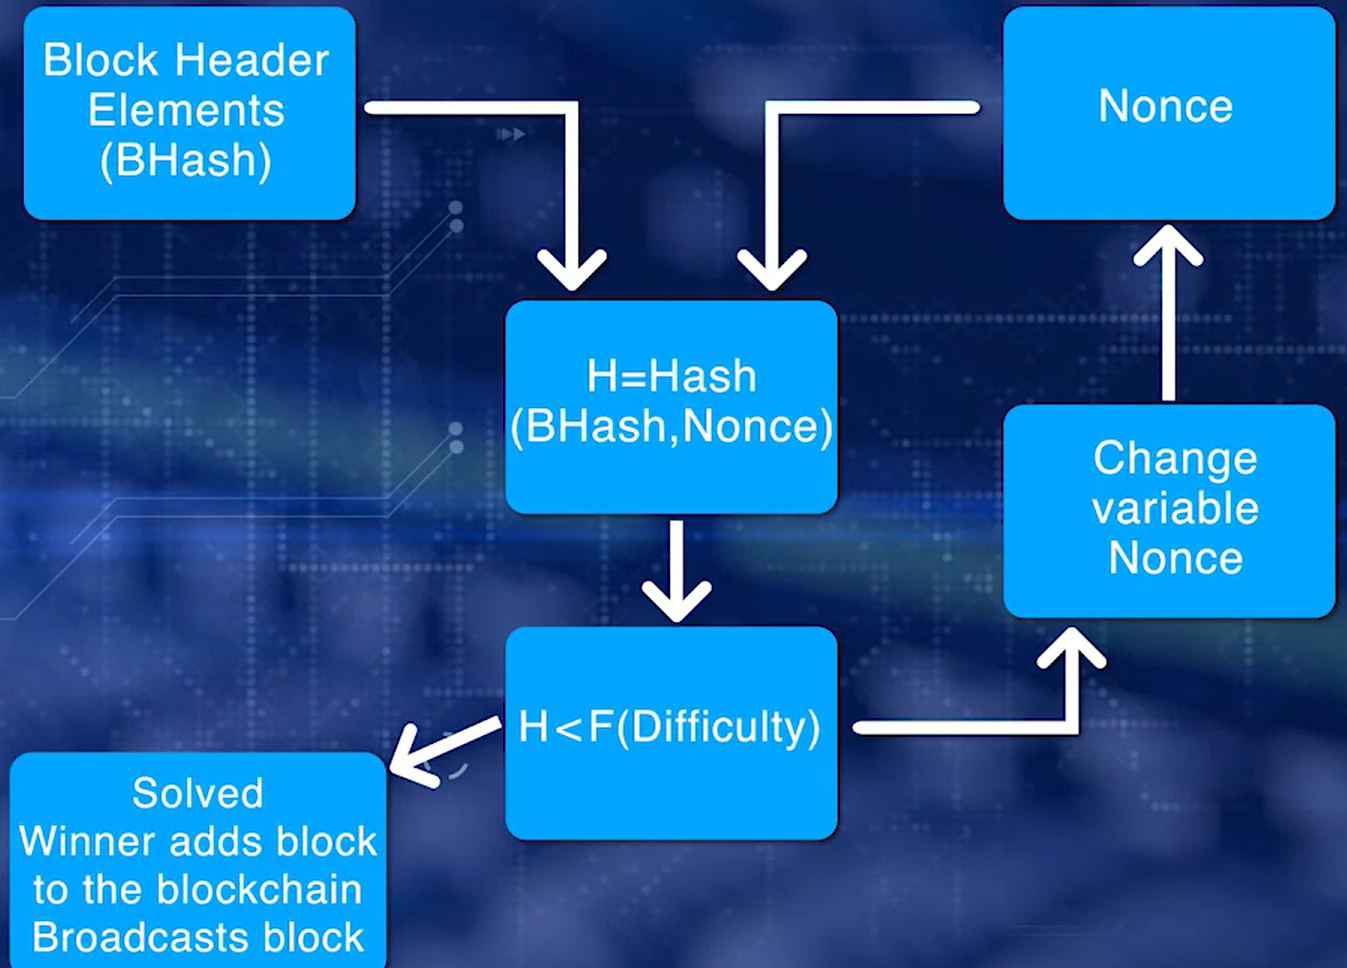 Block Header
Elements
(BHash)
Nonce
H=Hash
(BHash,Nonce)
Change
variable
Nonce
H<F(Difficulty)
Solved
Winner adds block
to the blockchain
Broadcasts block